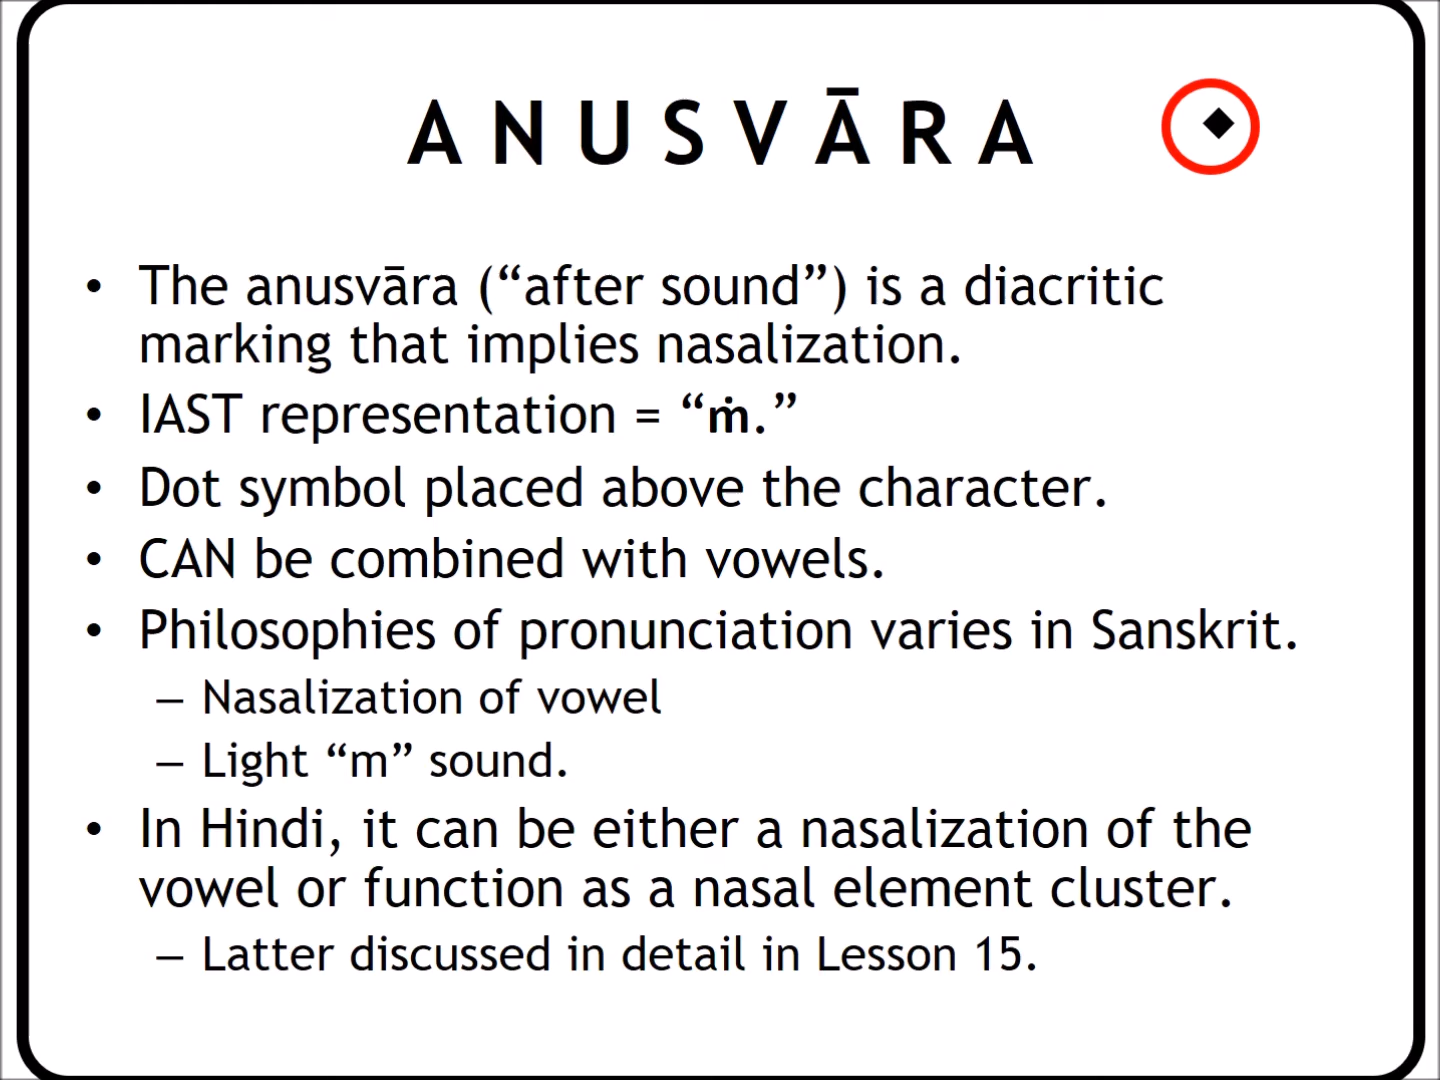 ANUSVĀRA
• The anusvāra (“after sound”) is a diacritic
marking that implies nasalization.
• IAST representation = “ṁ.”
• Dot symbol placed above the character.
• CAN be combined with vowels.
• Philosophies of pronunciation varies in Sanskrit.
– Nasalization of vowel
– Light “m” sound.
• In Hindi, it can be either a nasalization of the
vowel or function as a nasal element cluster.
– Latter discussed in detail in Lesson 15.